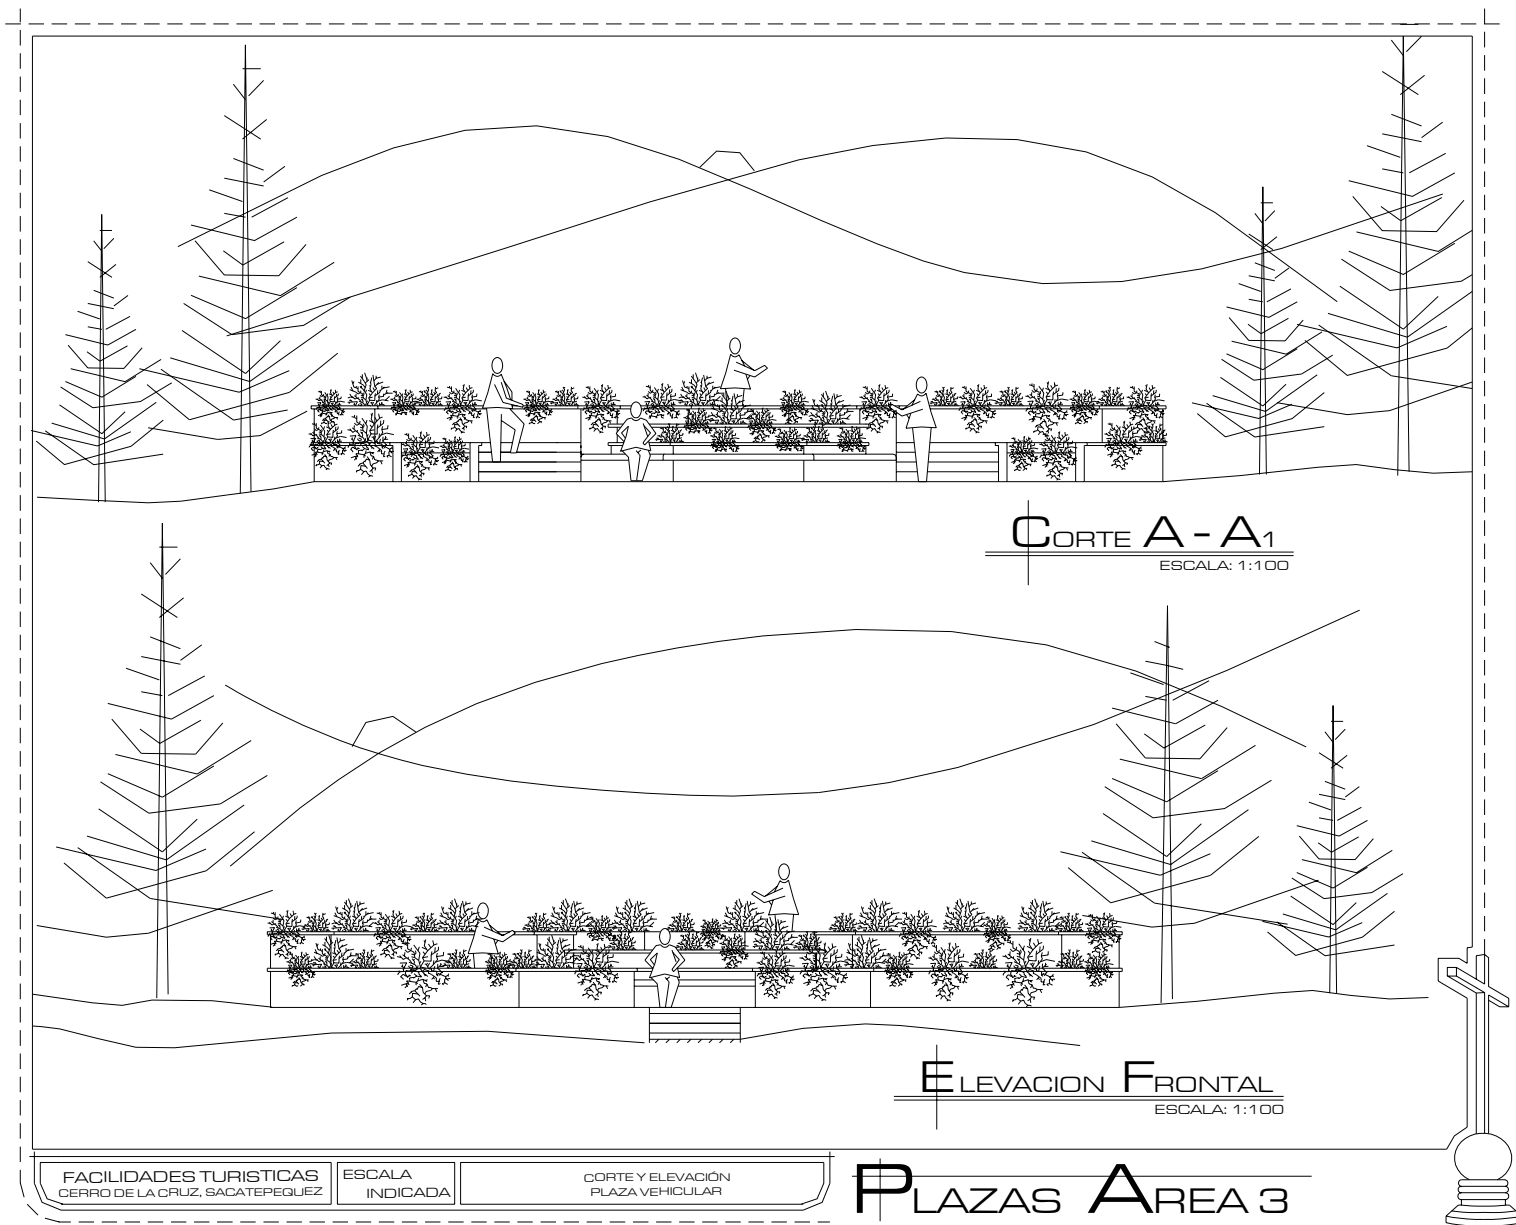 CORTE A - A1
ESCALA: 1:100
ELEVACION FRONTAL
ESCALA: 1:100
FACILIDADES TURISTICAS
CERRO DE LA CRUZ, SACATEPEQUEZ
ESCALA
INDICADA
CORTE Y ELEVACIÓN
PLAZA VEHICULAR
PLAZAS AREA 3